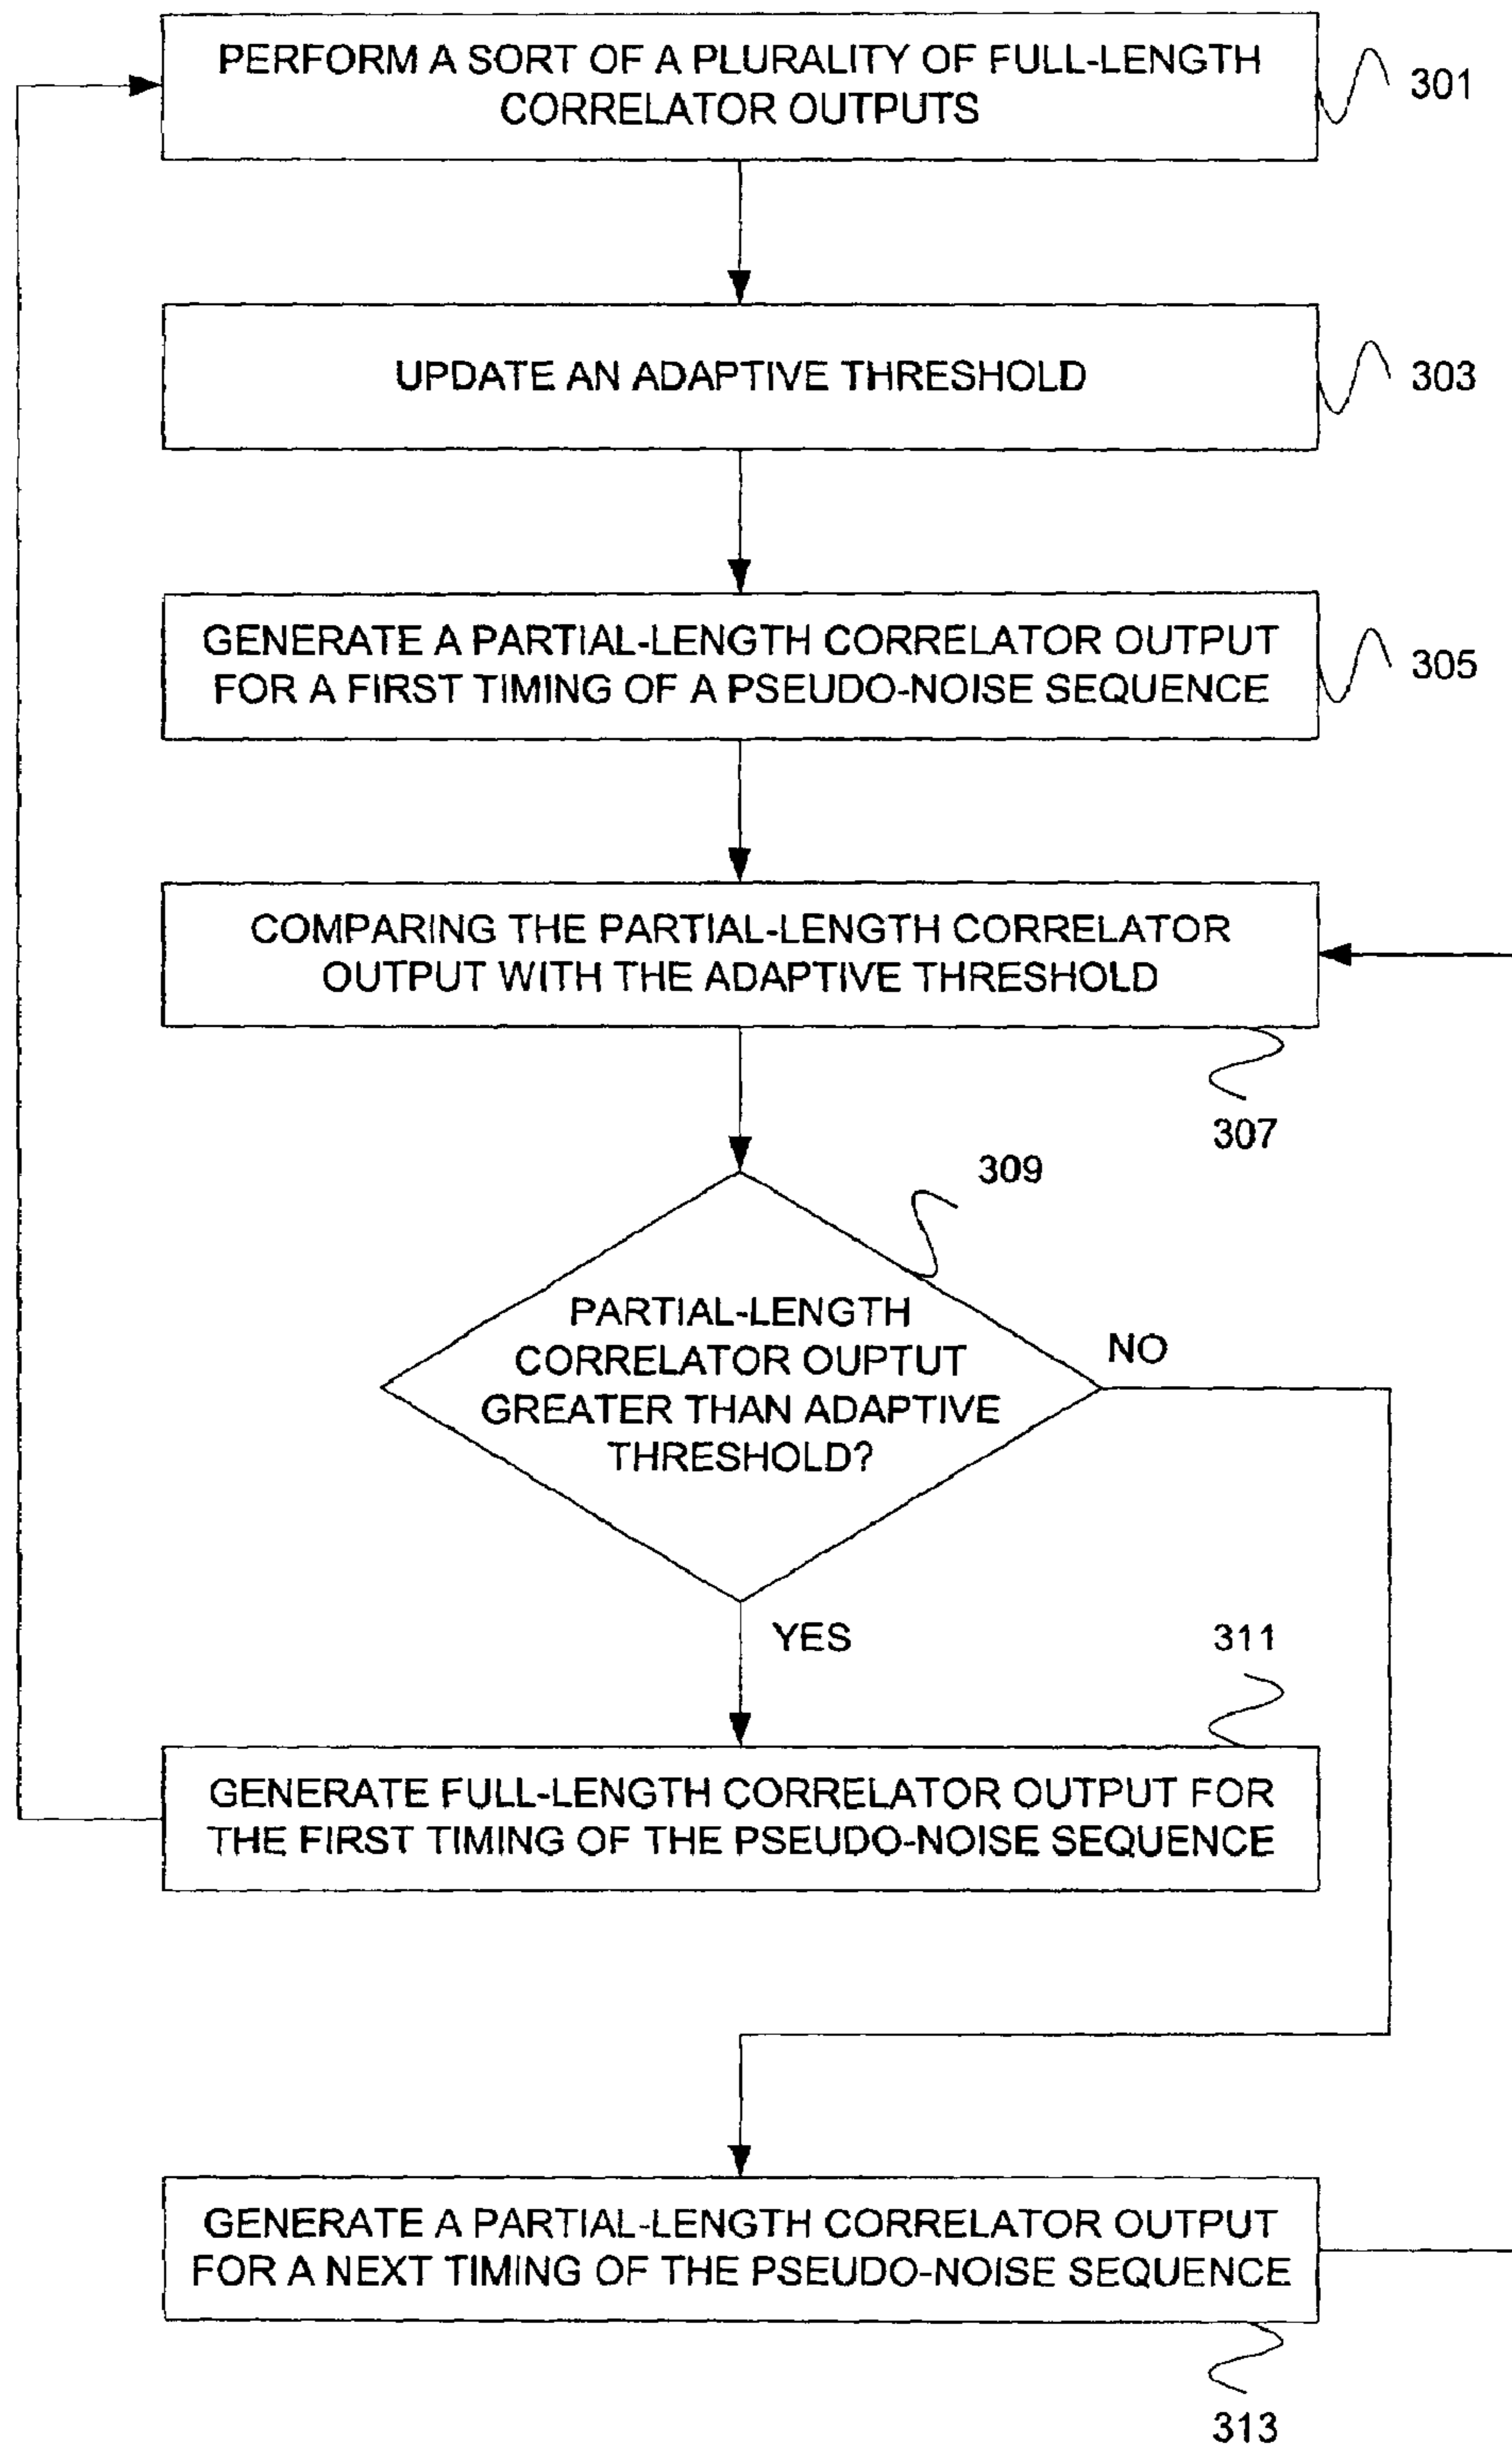 PERFORM A SORT OF A PLURALITY OF FULL-LENGTH
CORRELATOR OUTPUTS
301
UPDATE AN ADAPTIVE THRESHOLD
303
GENERATE A PARTIAL-LENGTH CORRELATOR OUTPUT
FOR A FIRST TIMING OF A PSEUDO-NOISE SEQUENCE
305
COMPARING THE PARTIAL-LENGTH CORRELATOR
OUTPUT WITH THE ADAPTIVE THRESHOLD
307
309
PARTIAL-LENGTH
CORRELATOR OUPTUT
GREATER THAN ADAPTIVE
THRESHOLD?
NO
YES
311
GENERATE FULL-LENGTH CORRELATOR OUTPUT FOR
THE FIRST TIMING OF THE PSEUDO-NOISE SEQUENCE
GENERATE A PARTIAL-LENGTH CORRELATOR OUTPUT
FOR A NEXT TIMING OF THE PSEUDO-NOISE SEQUENCE
313